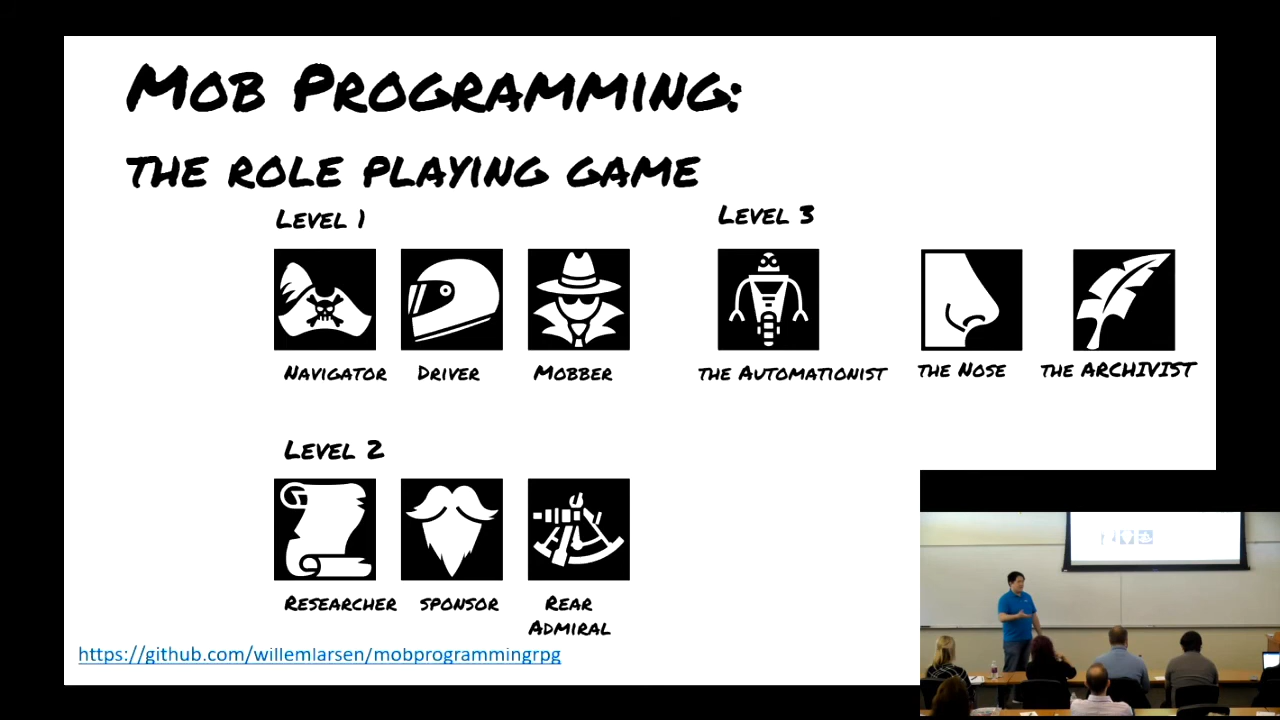 Mob Programming:
the role playing game
Level 1
Level 3
Navigator
Driver
Mobber
the Automationist
the Nose
the ARCHIVIST
Level 2
Researcher
sponsor
Rear
Admiral
https://github.com/willemlarsen/mobprogrammingrpg